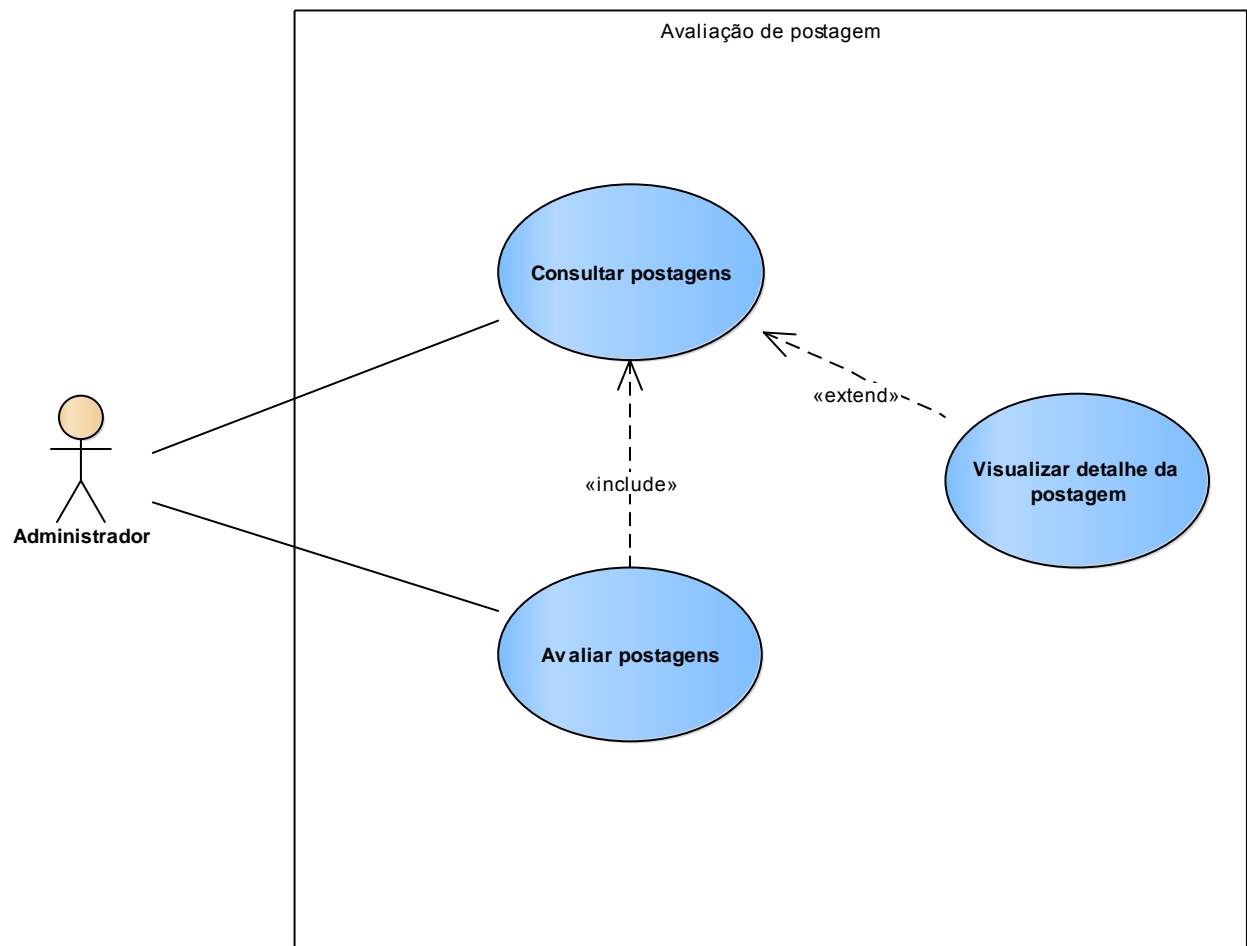 Avaliação de postagem
Consultar postagens
«extend»
Visualizar detalhe da
postagem
«include»
Administrador
Avaliar postagens